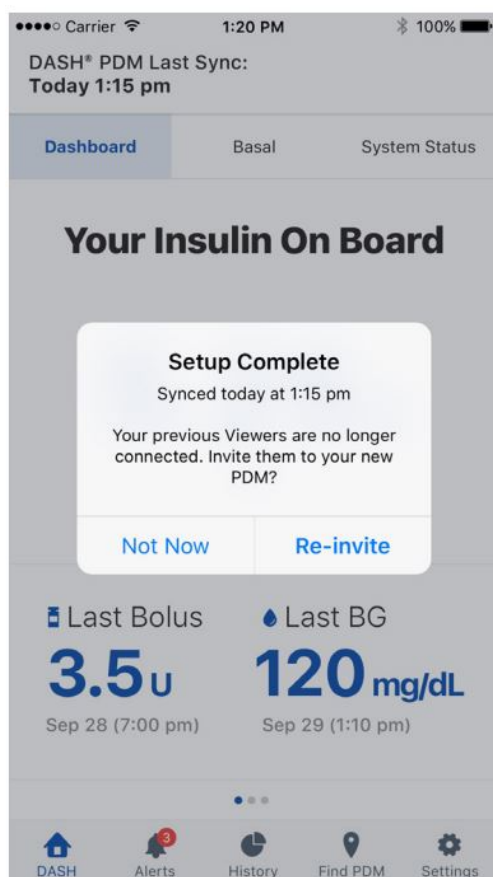 Carrier 1:20 PM 100%
DASH® PDM Last Sync:
Today 1:15 pm
Dashboard Basal System Status
Your Insulin On Board
Setup Complete
Synced today at 1:15 pm
Your previous Viewers are no longer
connected. Invite them to your new
PDM?
Not Now Re-invite
Last Bolus Last BG
3.5 U 120 mg/dL
Sep 28 (7:00 pm) Sep 29 (1:10 pm)
3
DASH Alerts History Find PDM Settings